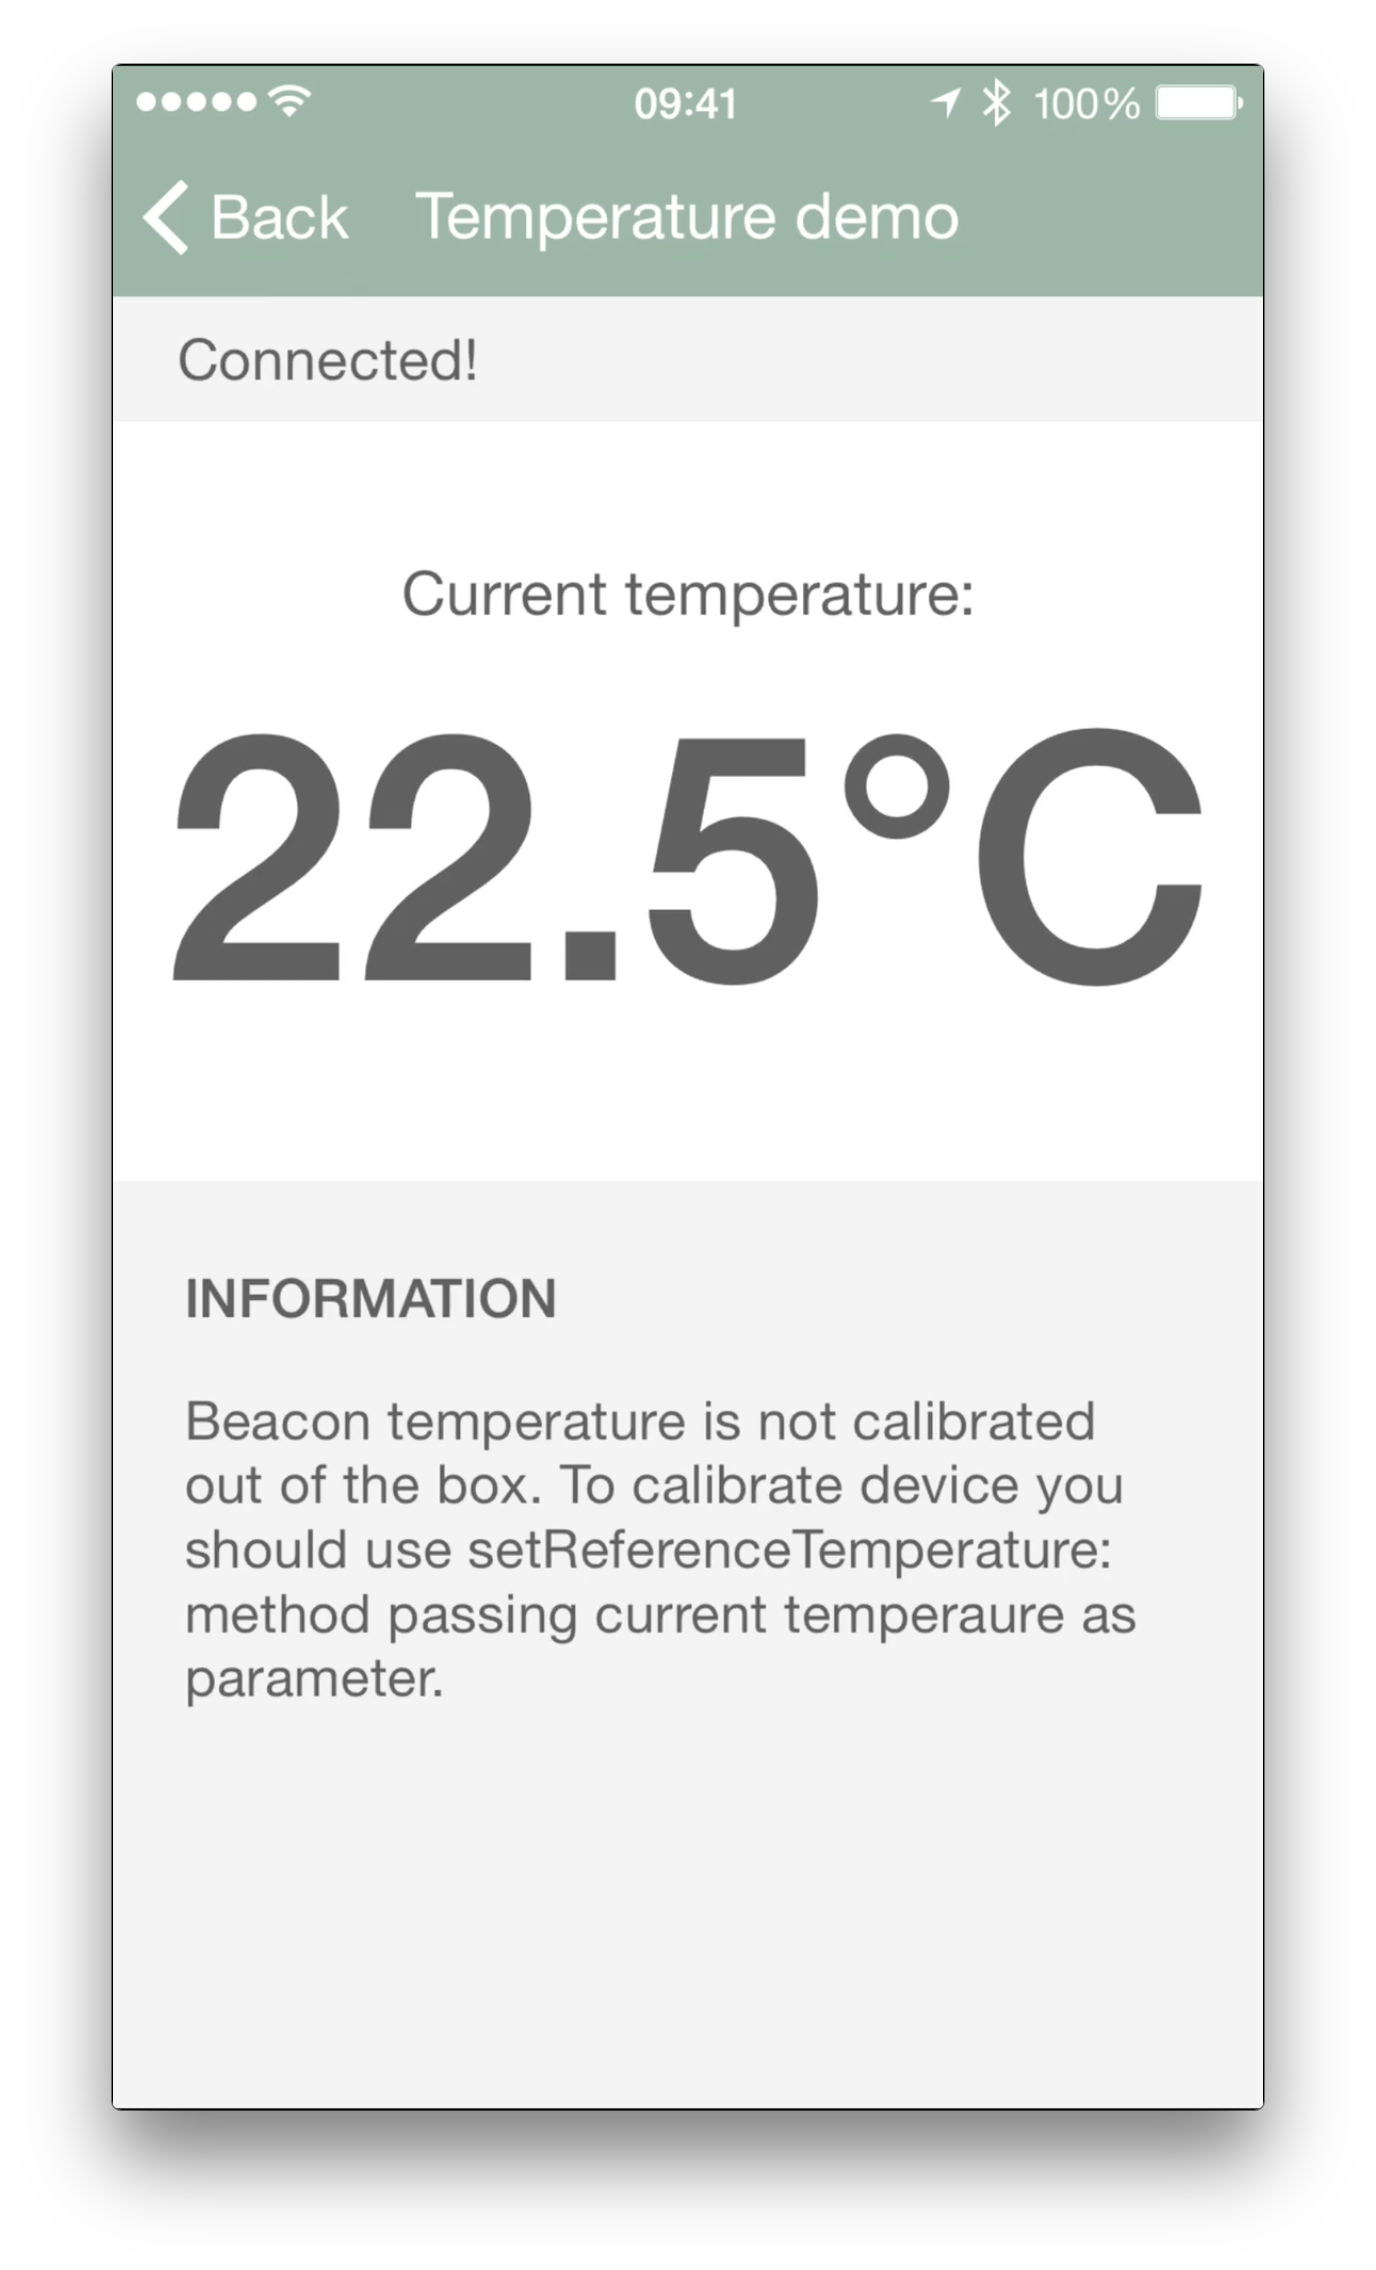 09:41
100%
Back Temperature demo
Connected!
Current temperature:
22.5°C
INFORMATION
Beacon temperature is not calibrated
out of the box. To calibrate device you
should use setReferenceTemperature:
method passing current temperaure as
parameter.